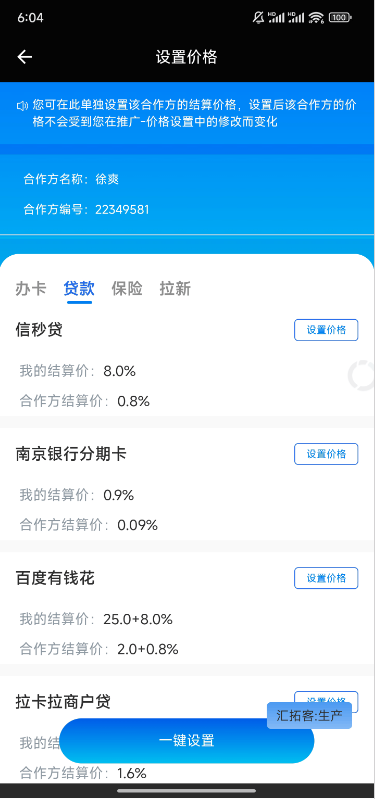 6:04
HD HD 100
设置价格
您可在此单独设置该合作方的结算价格，设置后该合作方的价
格不会受到您在推广-价格设置中的修改而变化
合作方名称：徐爽
合作方编号：22349581
办卡 贷款 保险 拉新
信秒贷 设置价格
我的结算价：8.0%
合作方结算价：0.8%
南京银行分期卡 设置价格
我的结算价：0.9%
合作方结算价：0.09%
百度有钱花 设置价格
我的结算价：25.0+8.0%
合作方结算价：2.0+0.8%
拉卡拉商户贷 设置价格
汇拓客:生产
我的结
一键设置
合作方结算价：1.6%